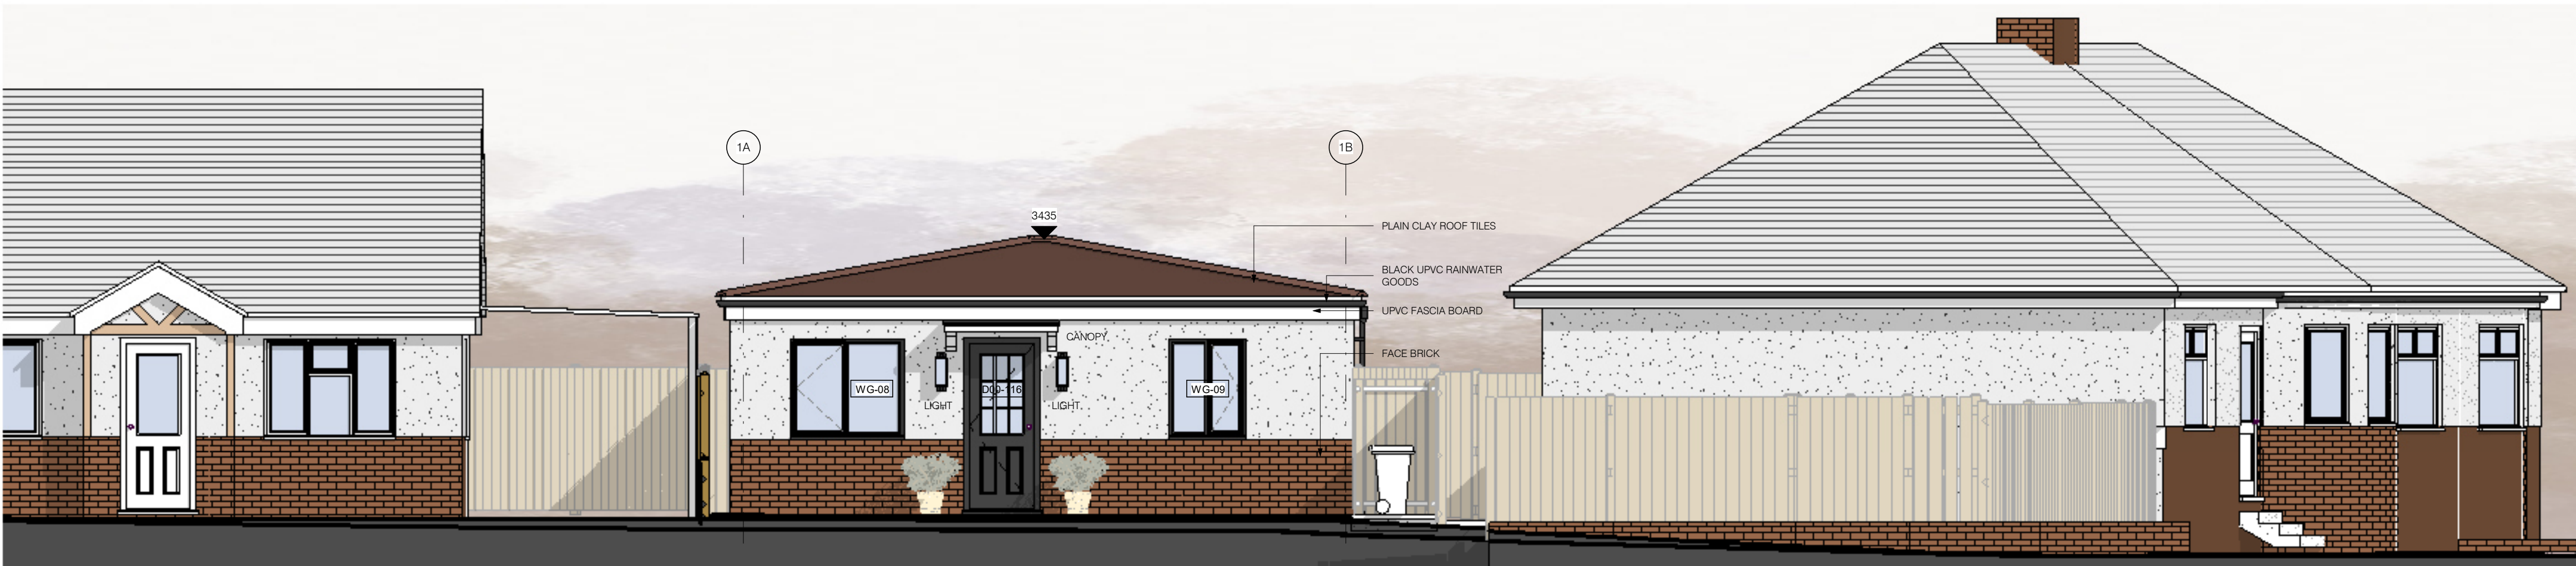 1A
1B
3435
PLAIN CLAY ROOF TILES
BLACK UPVC RAINWATER
GOODS
UPVC FASCIA BOARD
CANOPY
FACE BRICK
WG-08
D00-116
WG-09
LIGHT
LIGHT